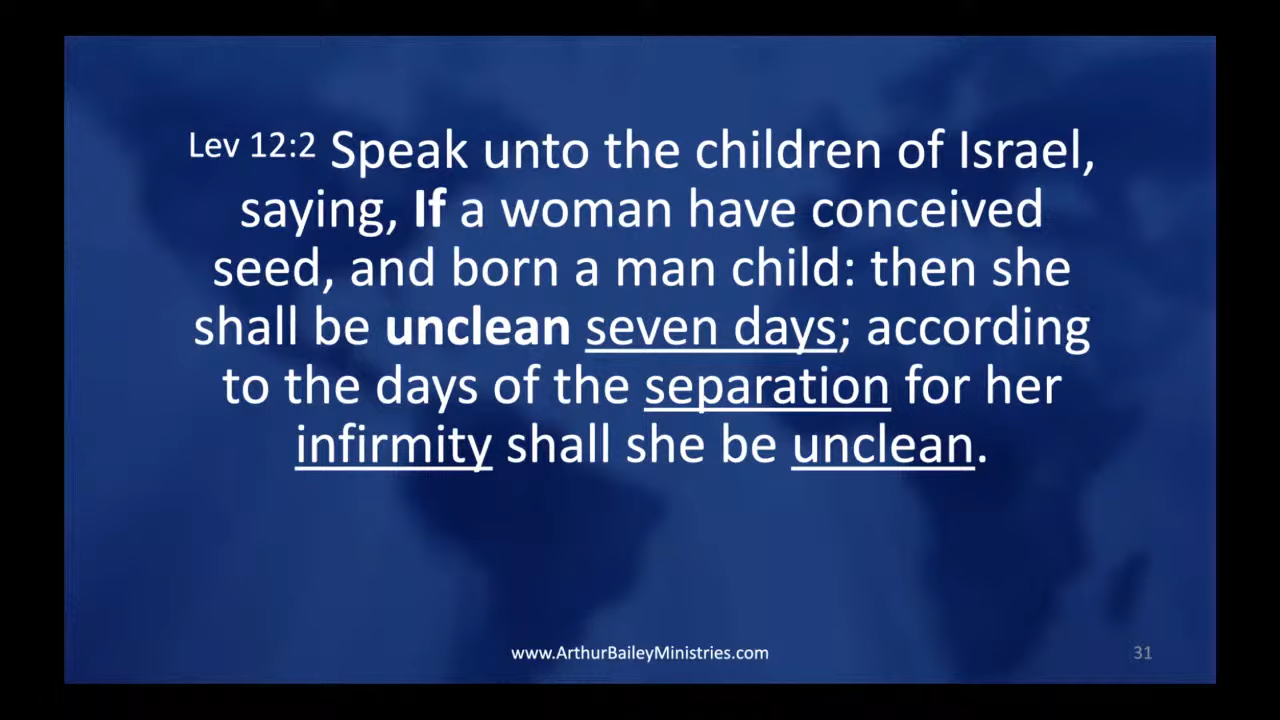 Lev 12:2 Speak unto the children of Israel,
saying, If a woman have conceived
seed, and born a man child: then she
shall be unclean seven days; according
to the days of the separation for her
infirmity shall she be unclean.
www.ArthurBaileyMinistries.com
31